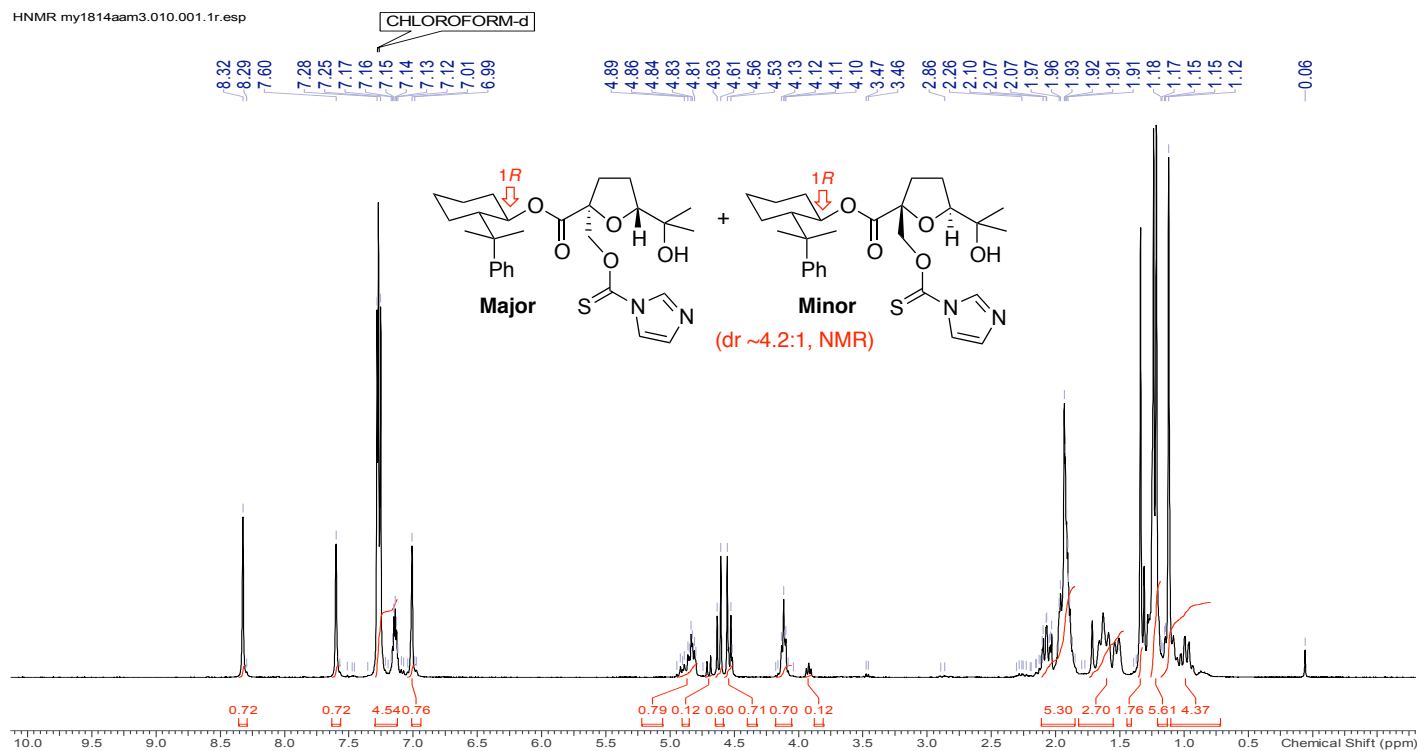 HNMR my1814aam3.010.001.1r.esp
CHLOROFORM-d
8.32 8.29 7.60 7.28 7.25 7.17 7.16 7.15 7.14 7.13 7.12 7.01 6.99 4.89 4.86 4.84 4.83 4.81 4.63 4.61 4.56 4.53 4.13 4.12 4.11 4.10 3.47 3.46 2.86 2.26 2.10 2.07 2.07 1.97 1.96 1.93 1.92 1.91 1.91 1.18 1.17 1.15 1.15 1.12 0.06
1R 1R
O O O H OH Ph O S N N
+
O O O H OH Ph O S N N
Major Minor
(dr ~4.2:1, NMR)
0.72 0.72 4.54 0.76 0.79 0.12 0.60 0.71 0.70 0.12 5.30 2.70 1.76 5.61 4.37
10.0 9.5 9.0 8.5 8.0 7.5 7.0 6.5 6.0 5.5 5.0 4.5 4.0 3.5 3.0 2.5 2.0 1.5 1.0 0.5 Chemical Shift (ppm)